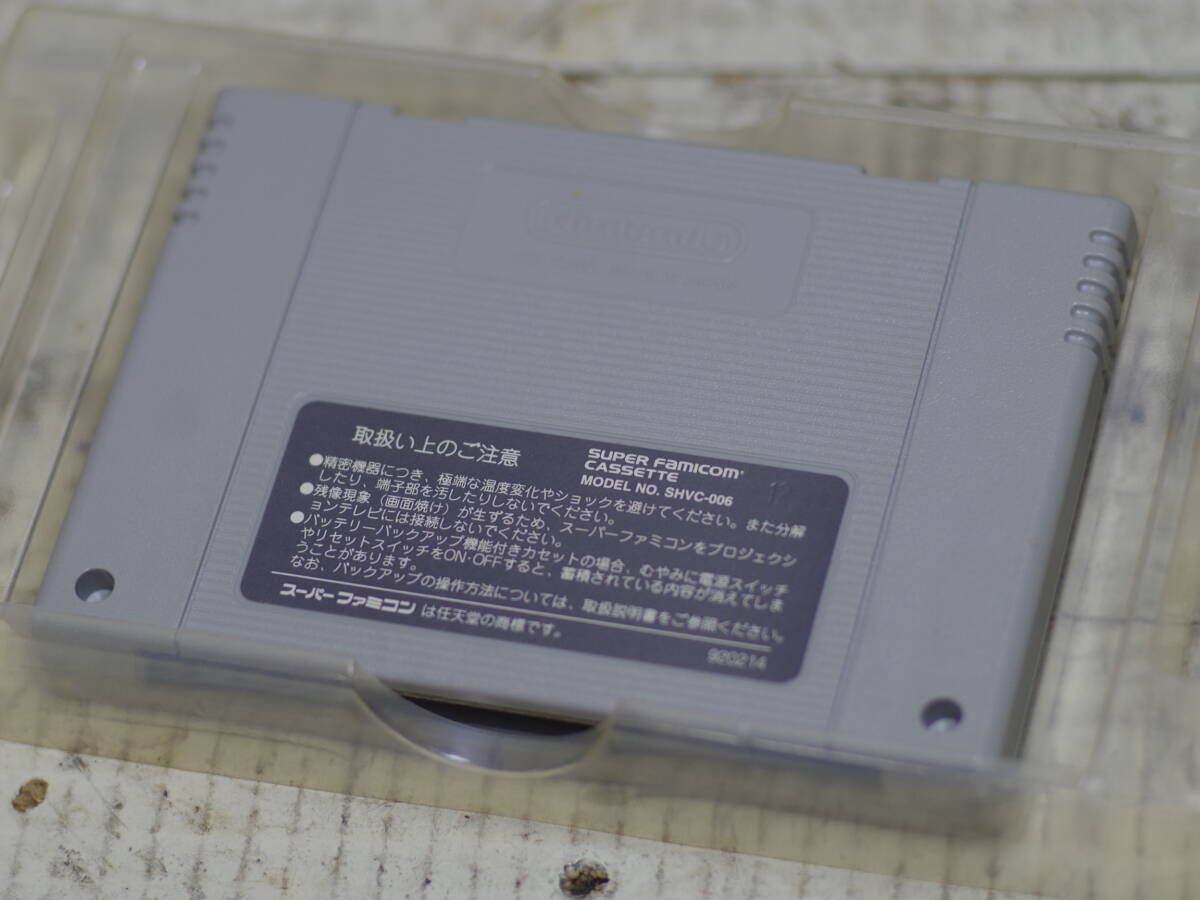 Nintendo
取扱い上のご注意
SUPER FAMICOM
CASSETTE
MODEL NO. SHVC-006
●精密機器につき、極端な温度変化やショックを避けてください。また分解
したり、端子部を汚したりしないでください。
●残像現象（画面焼け）が生ずるため、スーパーファミコンをプロジェクシ
ョンテレビには接続しないでください。
●バッテリーバックアップ機能付きカセットの場合、むやみに電源スイッチ
やリセットスイッチをON・OFFすると、蓄積されている内容が消えてしま
うことがあります。
なお、バックアップの操作方法については、取扱説明書をご参照ください。
スーパーファミコン は任天堂の商標です。
920214